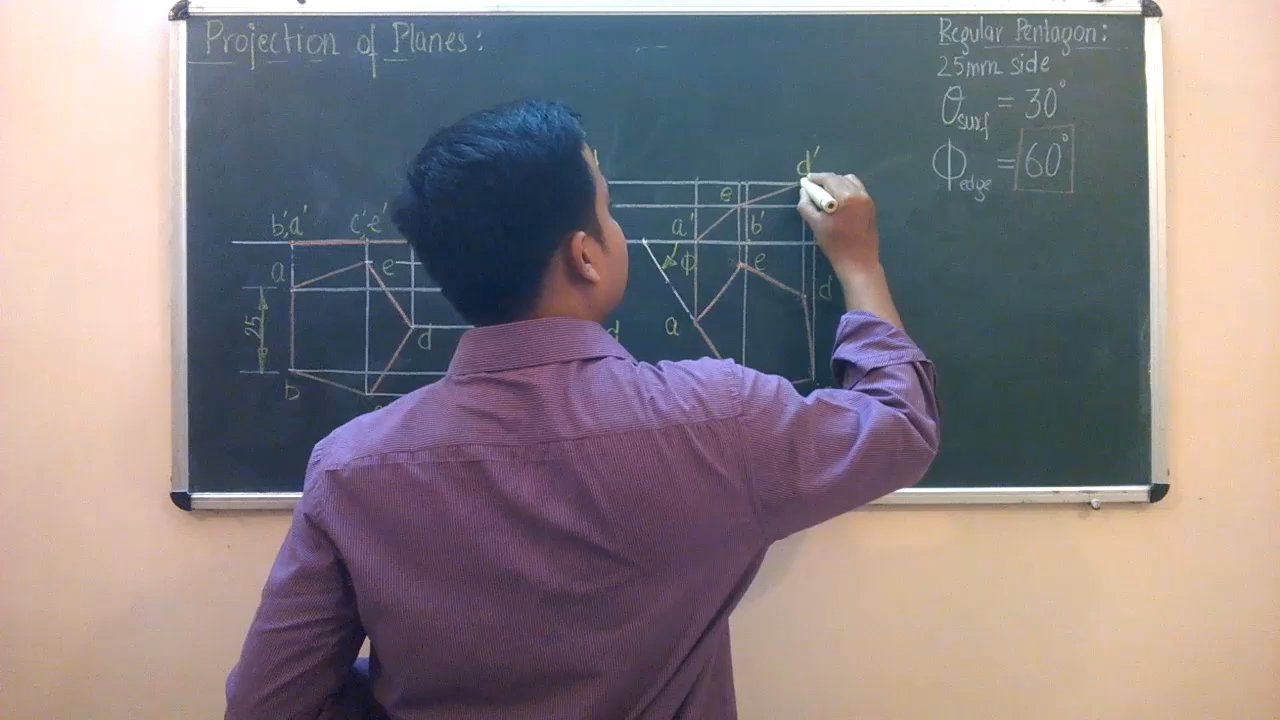 Projection of Planes:
Regular Pentagon:
25mm side
θsurf = 30°
Φedge = 60°
d'
e'
b',a'
c',e'
a'
b'
a
e
Φ
e
d
25
a
d
d
b